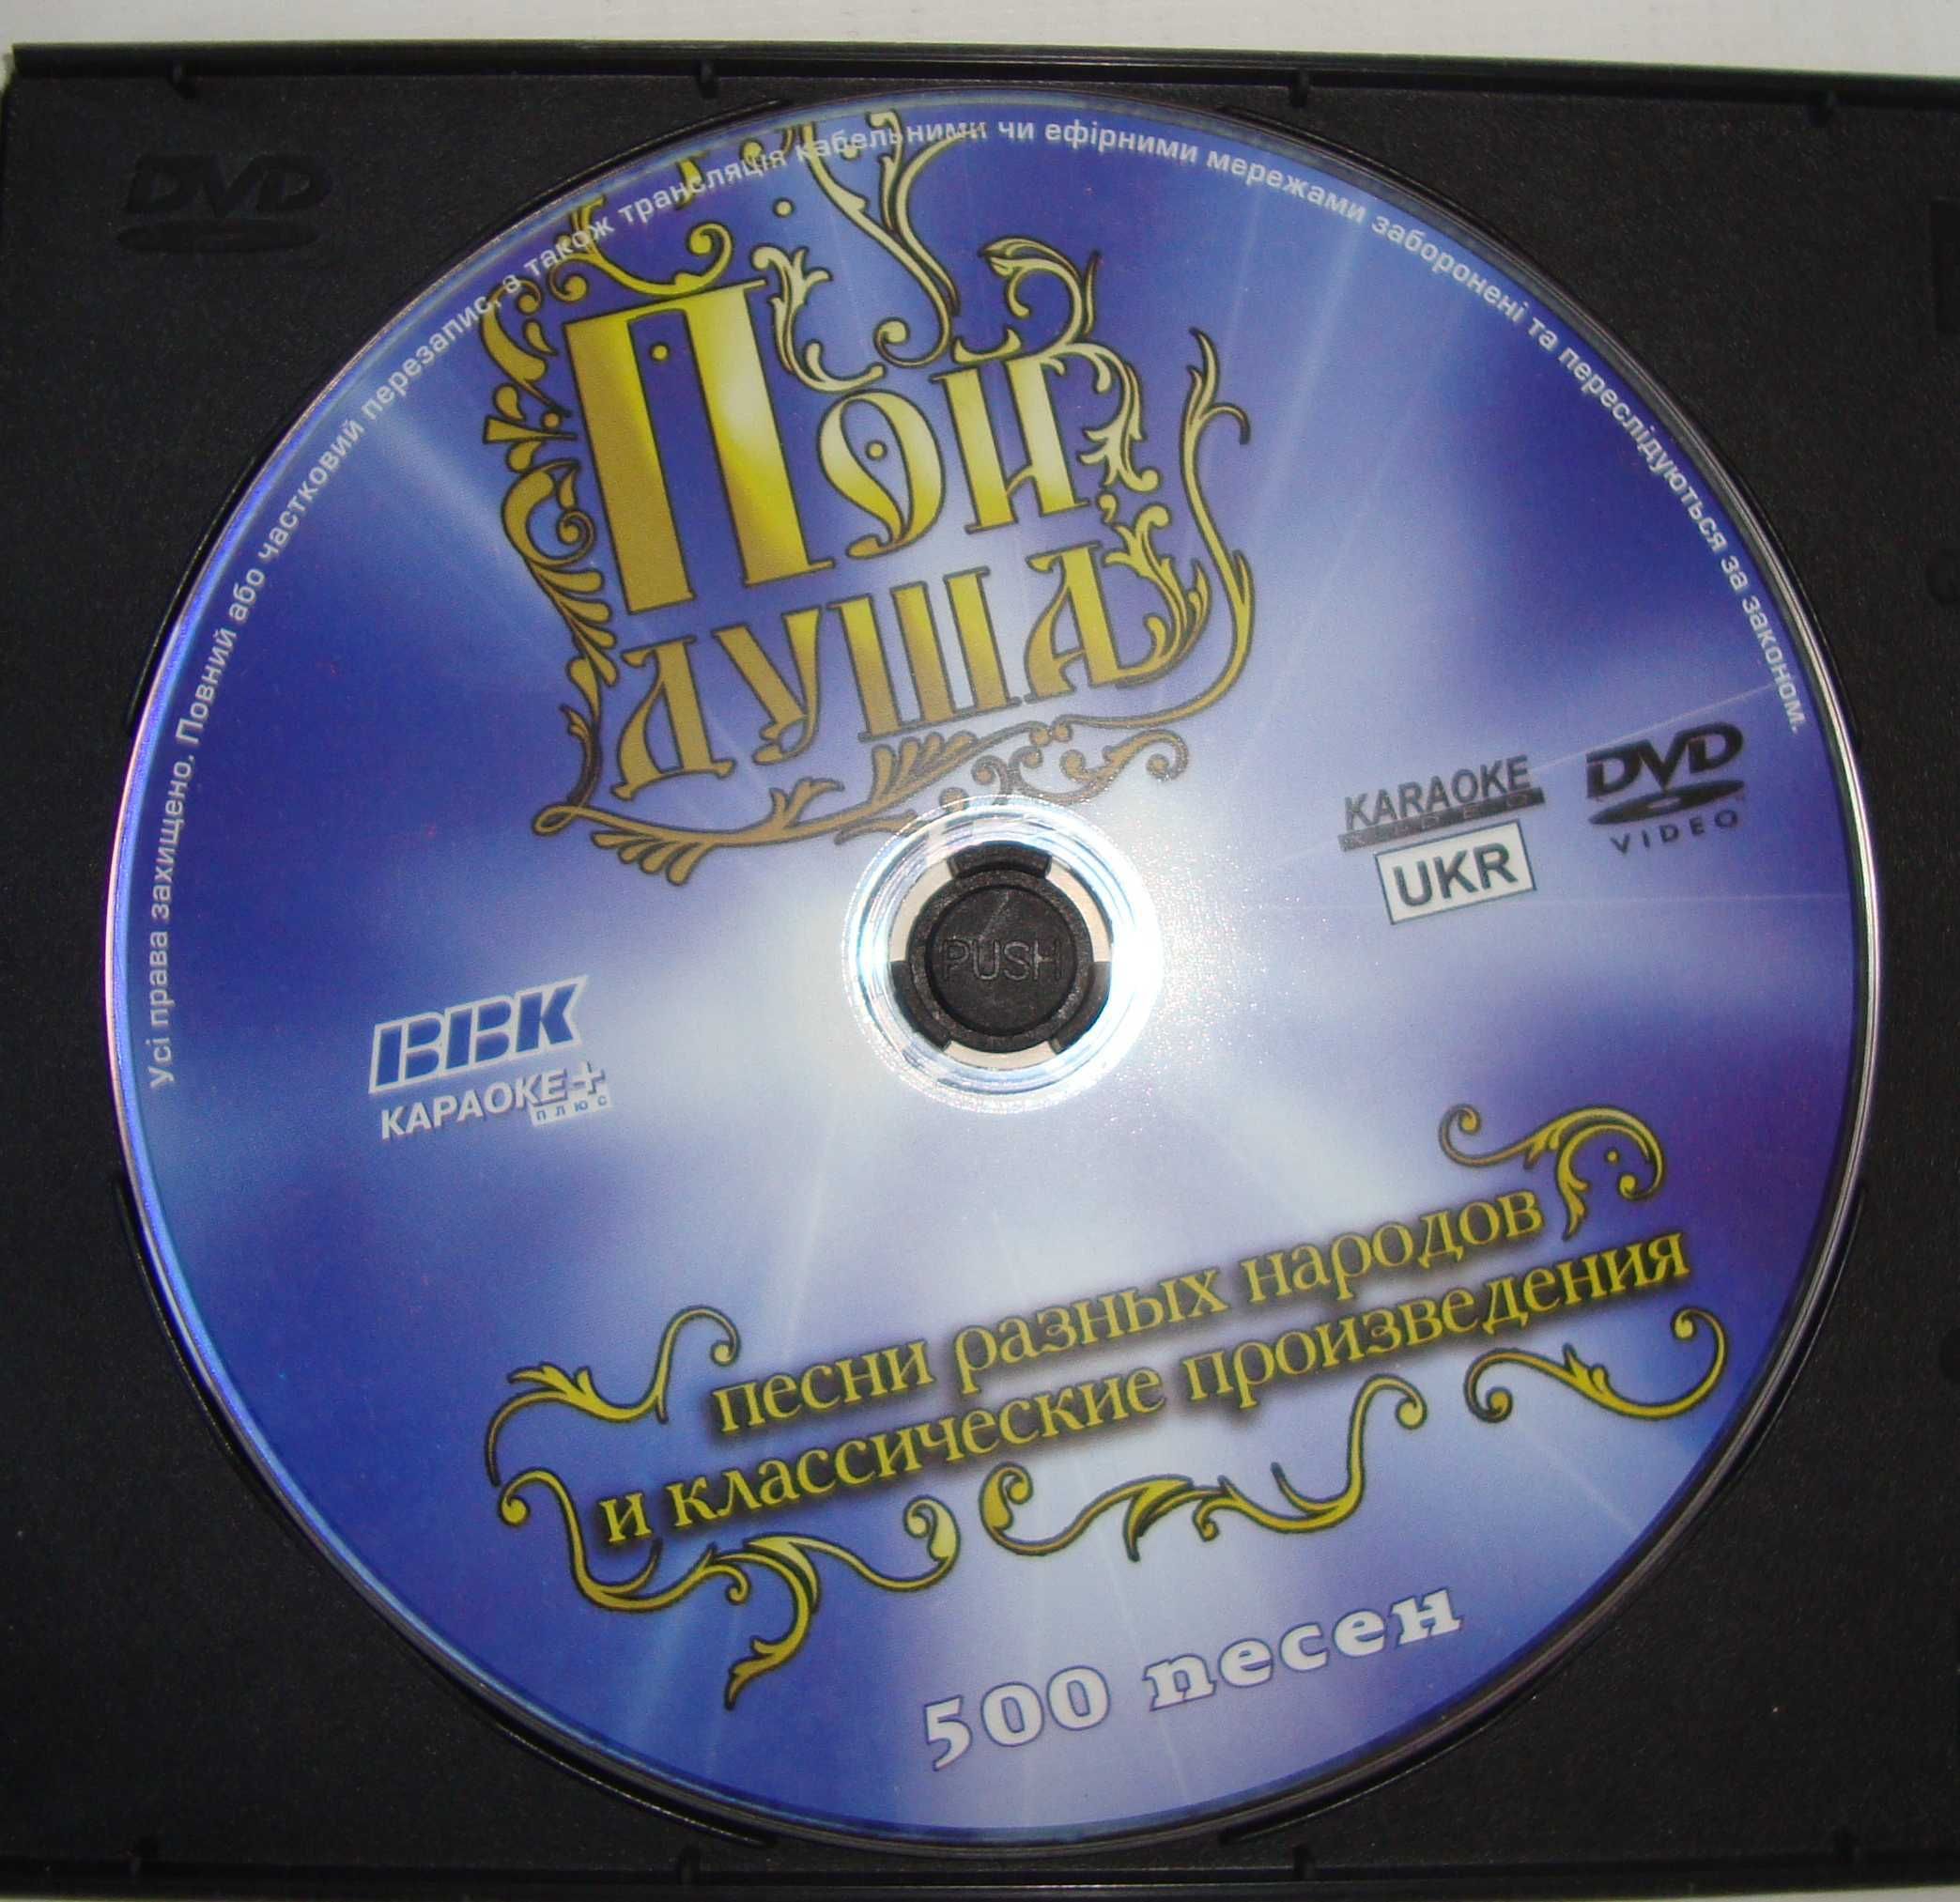 DVD
Усі права захищено. Повний або частковий перезапис, а також трансляція кабельними чи ефірними мережами заборонені та переслідуються за законом.
Пой
душа
KARAOKE
UKR
DVD
VIDEO
PUSH
BBK
КАРАОКЕ+
плюс
песни разных народов
и классические произведения
500 песен